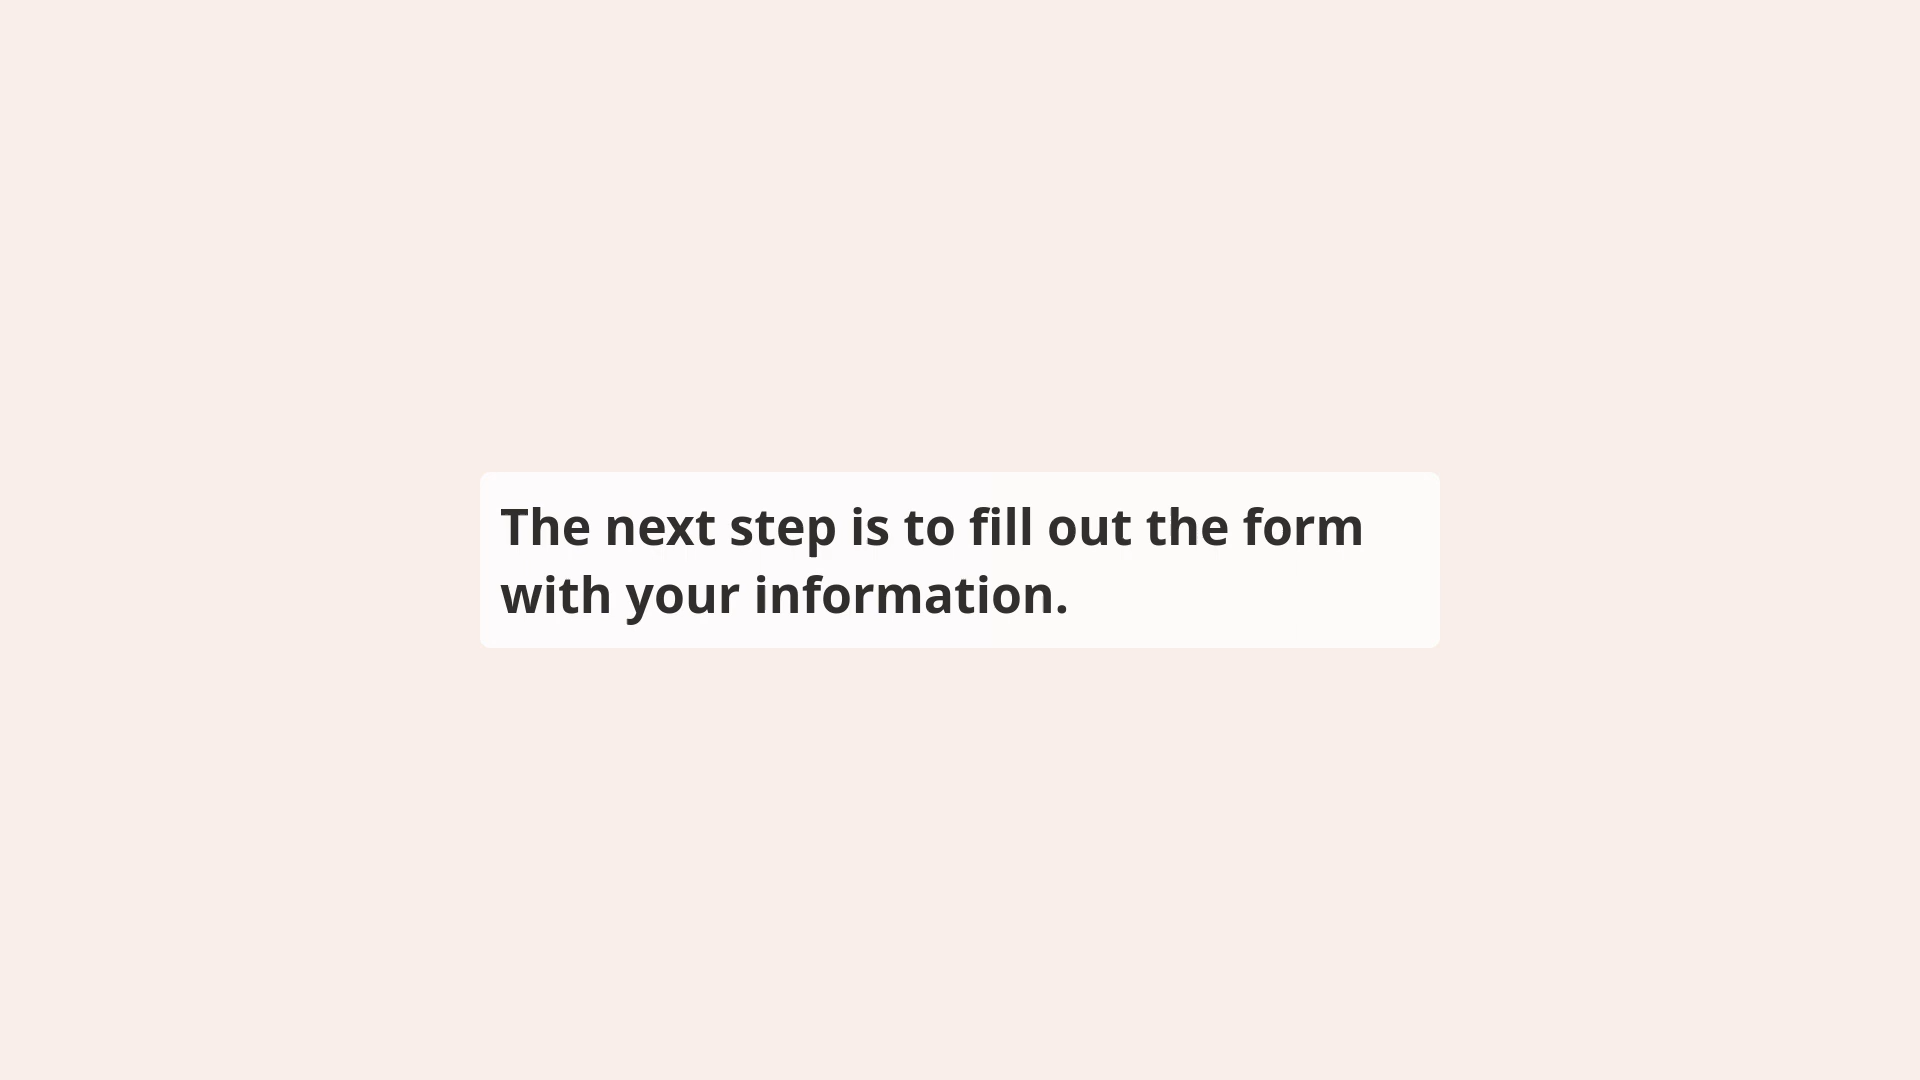 The next step is to fill out the form
with your information.